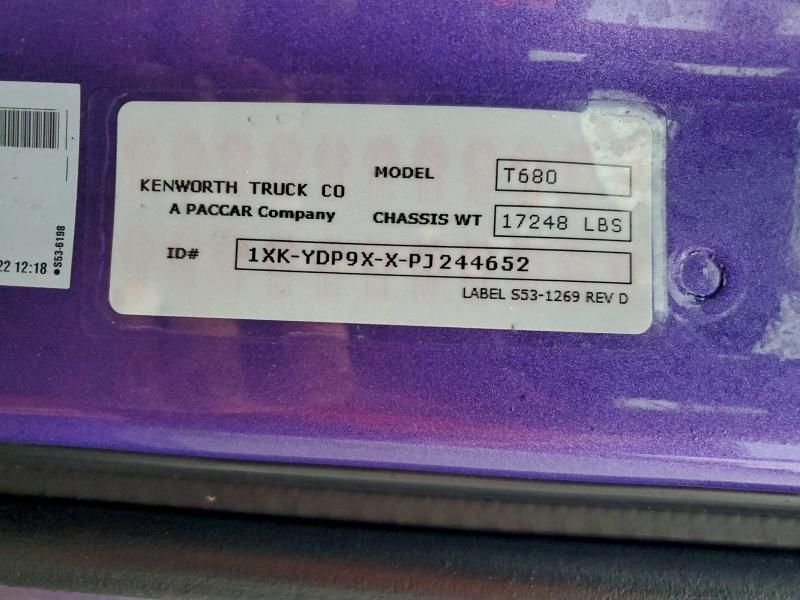 KENWORTH TRUCK CO
A PACCAR Company
MODEL T680
CHASSIS WT 17248 LBS
ID# 1XK-YDP9X-X-PJ244652
LABEL S53-1269 REV D
22 12:18
S53-6198